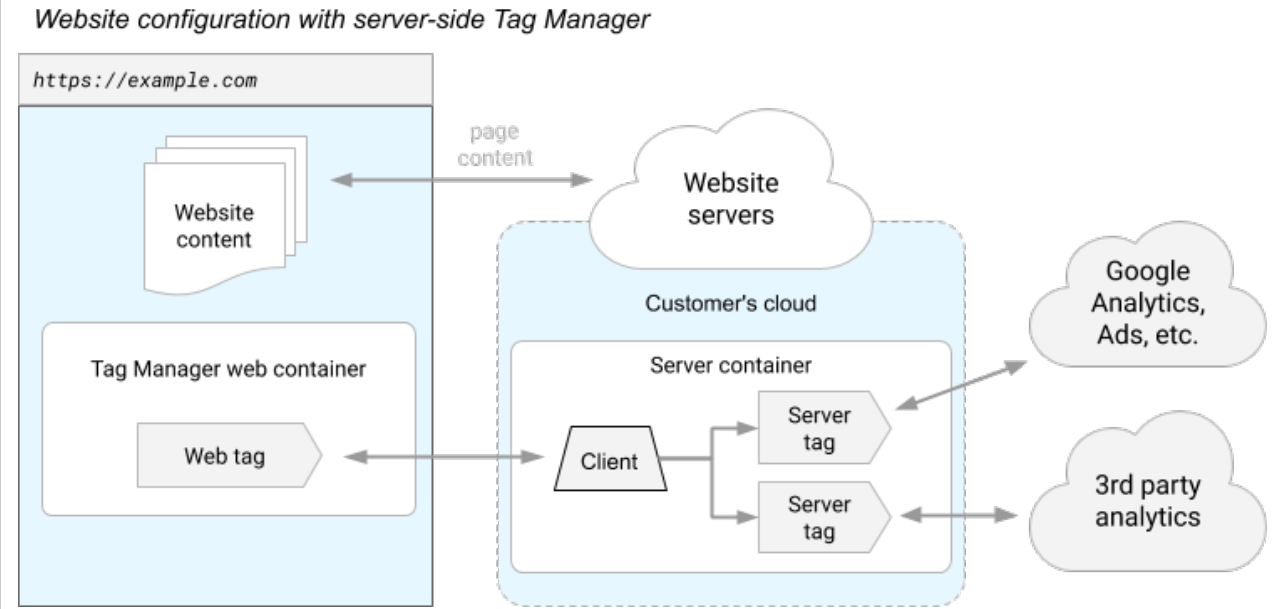 Website configuration with server-side Tag Manager
https://example.com
page
content
Website
content
Website
servers
Customer's cloud
Google
Analytics,
Ads, etc.
Tag Manager web container
Web tag
Server container
Client
Server
tag
Server
tag
3rd party
analytics